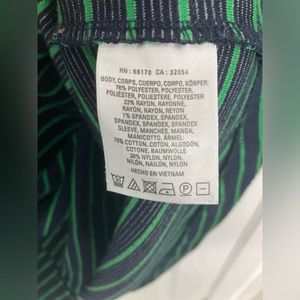 RN : 66170 CA : 32054
BODY, CORPS, CUERPO, CORPO, KÖRPER:
76% POLYESTER, POLYESTER,
POLIÉSTER, POLIESTERE, POLYESTER,
23% RAYON, RAYONNE,
RAYÓN, RAYON, REYON,
1% SPANDEX, SPANDEX,
SPANDEX, SPANDEX, SPANDEX
SLEEVE, MANCHES, MANGA,
MANICOTTO, ÄRMEL:
70% COTTON, COTON, ALGODÓN,
COTONE, BAUMWOLLE
30% NYLON, NYLON,
NILÓN, NAILON, NYLON
HECHO EN VIETNAM